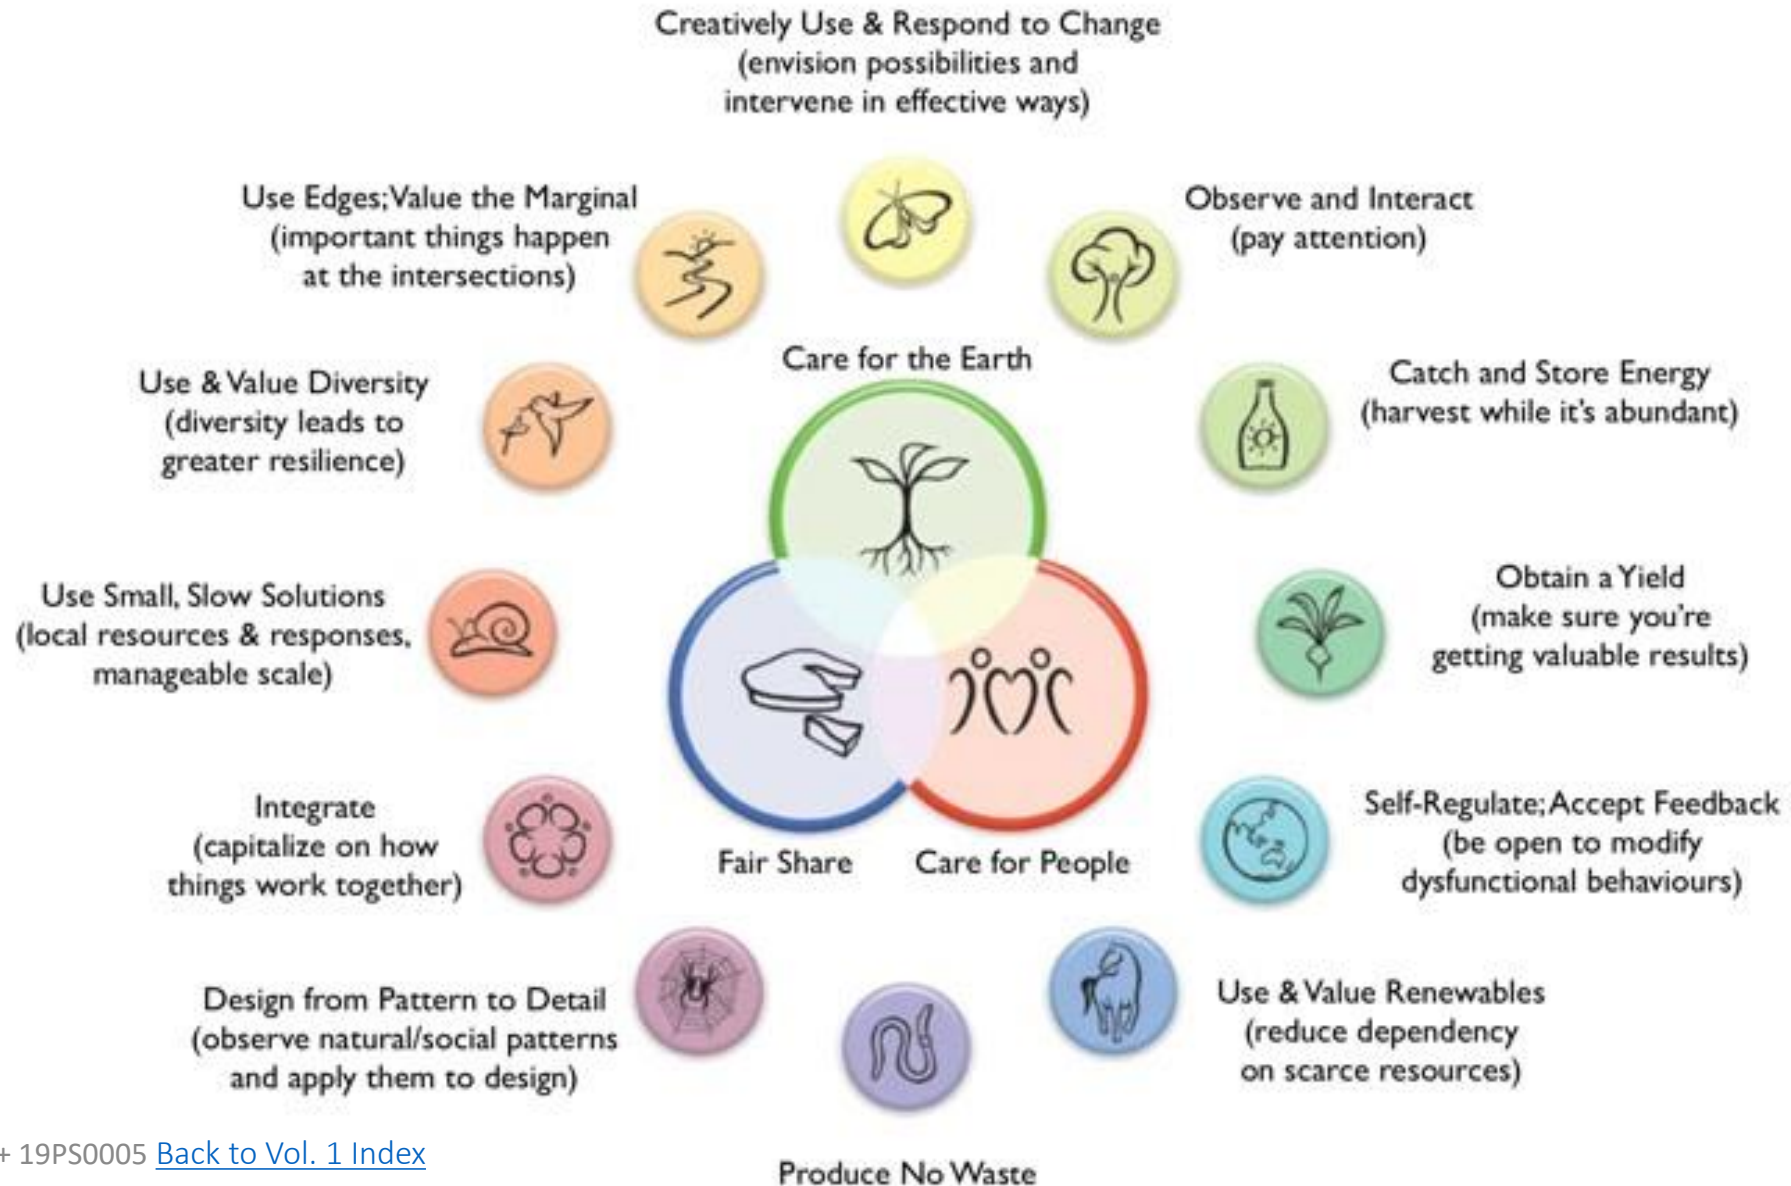 Creatively Use & Respond to Change
(envision possibilities and
intervene in effective ways)
Observe and Interact
(pay attention)
Catch and Store Energy
(harvest while it's abundant)
Obtain a Yield
(make sure you're
getting valuable results)
Self-Regulate; Accept Feedback
(be open to modify
dysfunctional behaviours)
Use & Value Renewables
(reduce dependency
on scarce resources)
Produce No Waste
Design from Pattern to Detail
(observe natural/social patterns
and apply them to design)
Integrate
(capitalize on how
things work together)
Use Small, Slow Solutions
(local resources & responses,
manageable scale)
Use & Value Diversity
(diversity leads to
greater resilience)
Use Edges; Value the Marginal
(important things happen
at the intersections)
Care for the Earth
Fair Share
Care for People
+ 19PS0005 Back to Vol. 1 Index